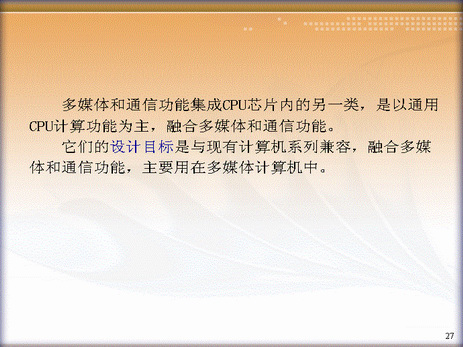 多媒体和通信功能集成CPU芯片内的另一类，是以通用
CPU计算功能为主，融合多媒体和通信功能。
它们的设计目标是与现有计算机系列兼容，融合多媒
体和通信功能，主要用在多媒体计算机中。
27